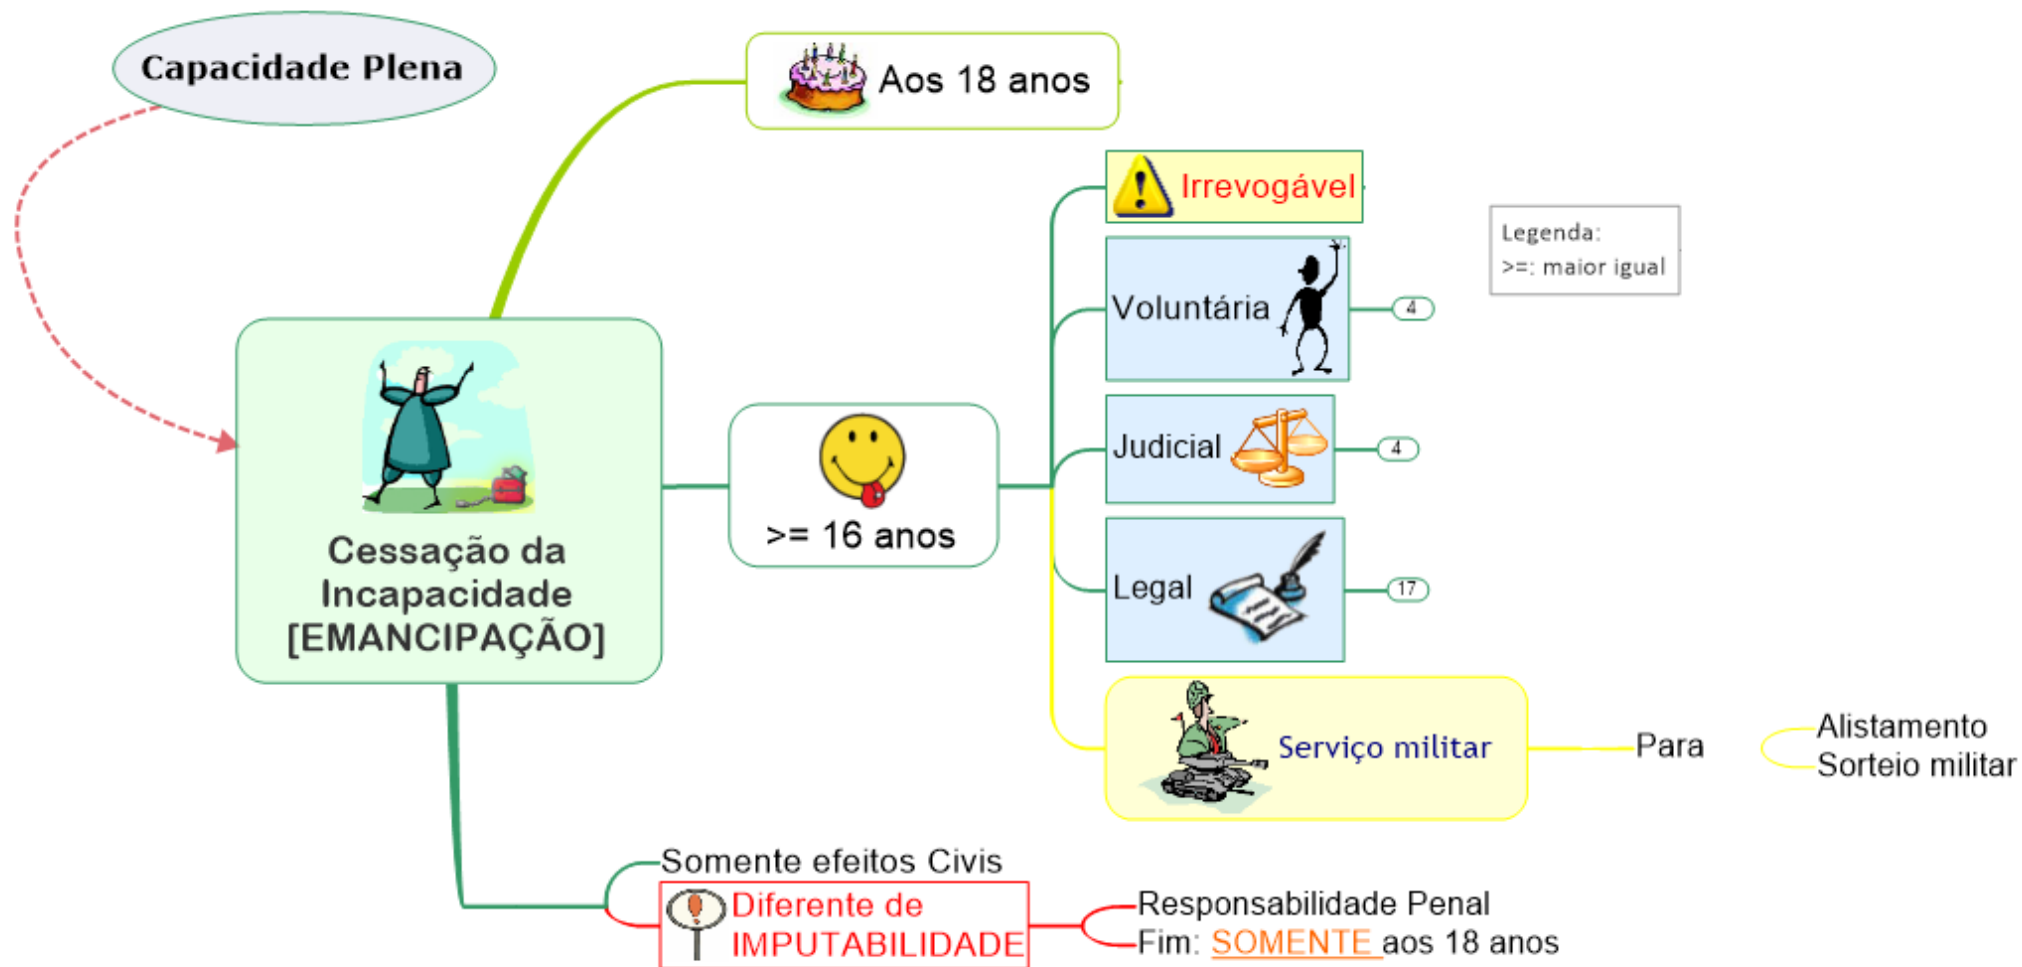 Capacidade Plena
Aos 18 anos
Irrevogável
Legenda:
>=: maior igual
Voluntária
4
Judicial
4
>= 16 anos
Cessação da
Incapacidade
[EMANCIPAÇÃO]
Legal
17
Serviço militar
Para
Alistamento
Sorteio militar
Somente efeitos Civis
Diferente de
IMPUTABILIDADE
Responsabilidade Penal
Fim: SOMENTE aos 18 anos